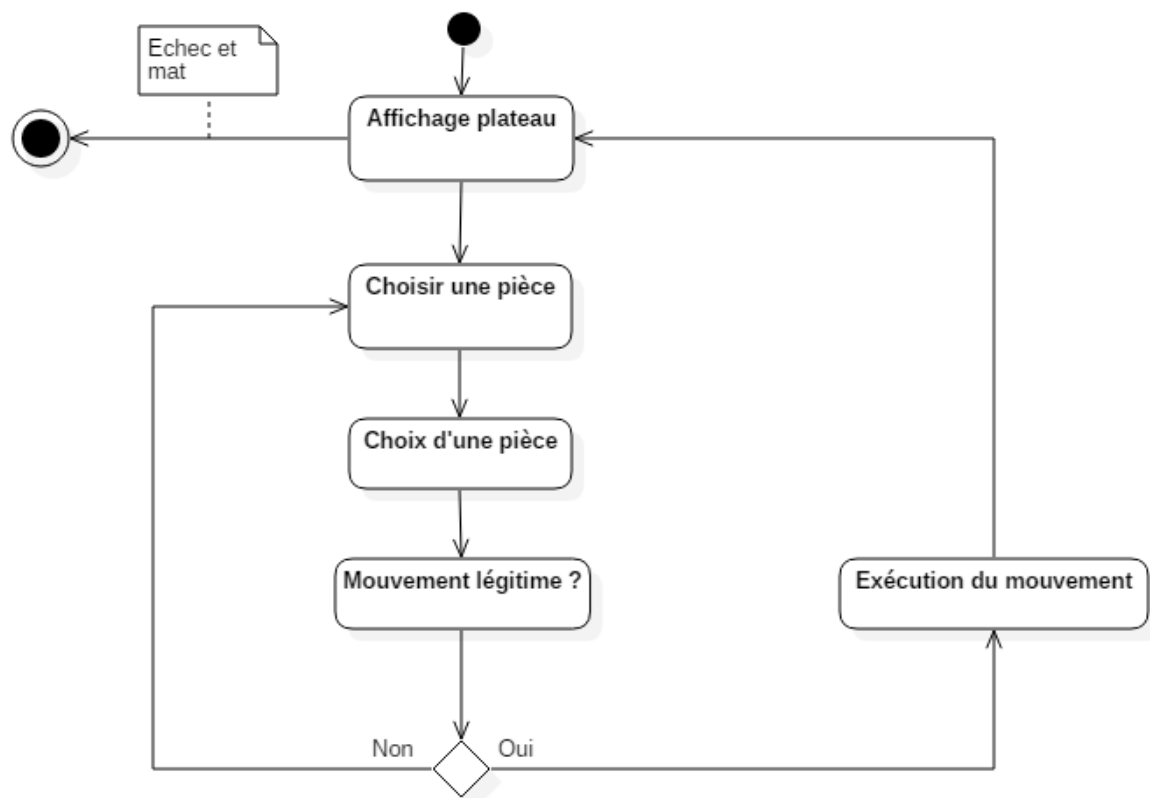 Echec et
mat
Affichage plateau
Choisir une pièce
Choix d'une pièce
Mouvement légitime ?
Exécution du mouvement
Non
Oui